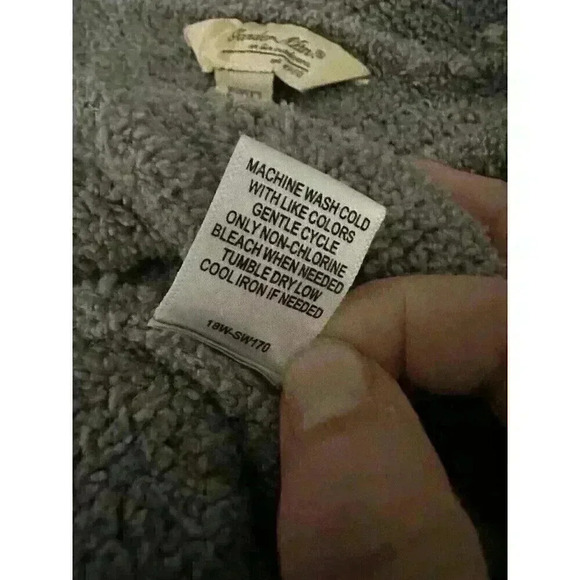 MACHINE WASH COLD
WITH LIKE COLORS
GENTLE CYCLE
ONLY NON-CHLORINE
BLEACH WHEN NEEDED
TUMBLE DRY LOW
COOL IRON IF NEEDED
18W-SW170